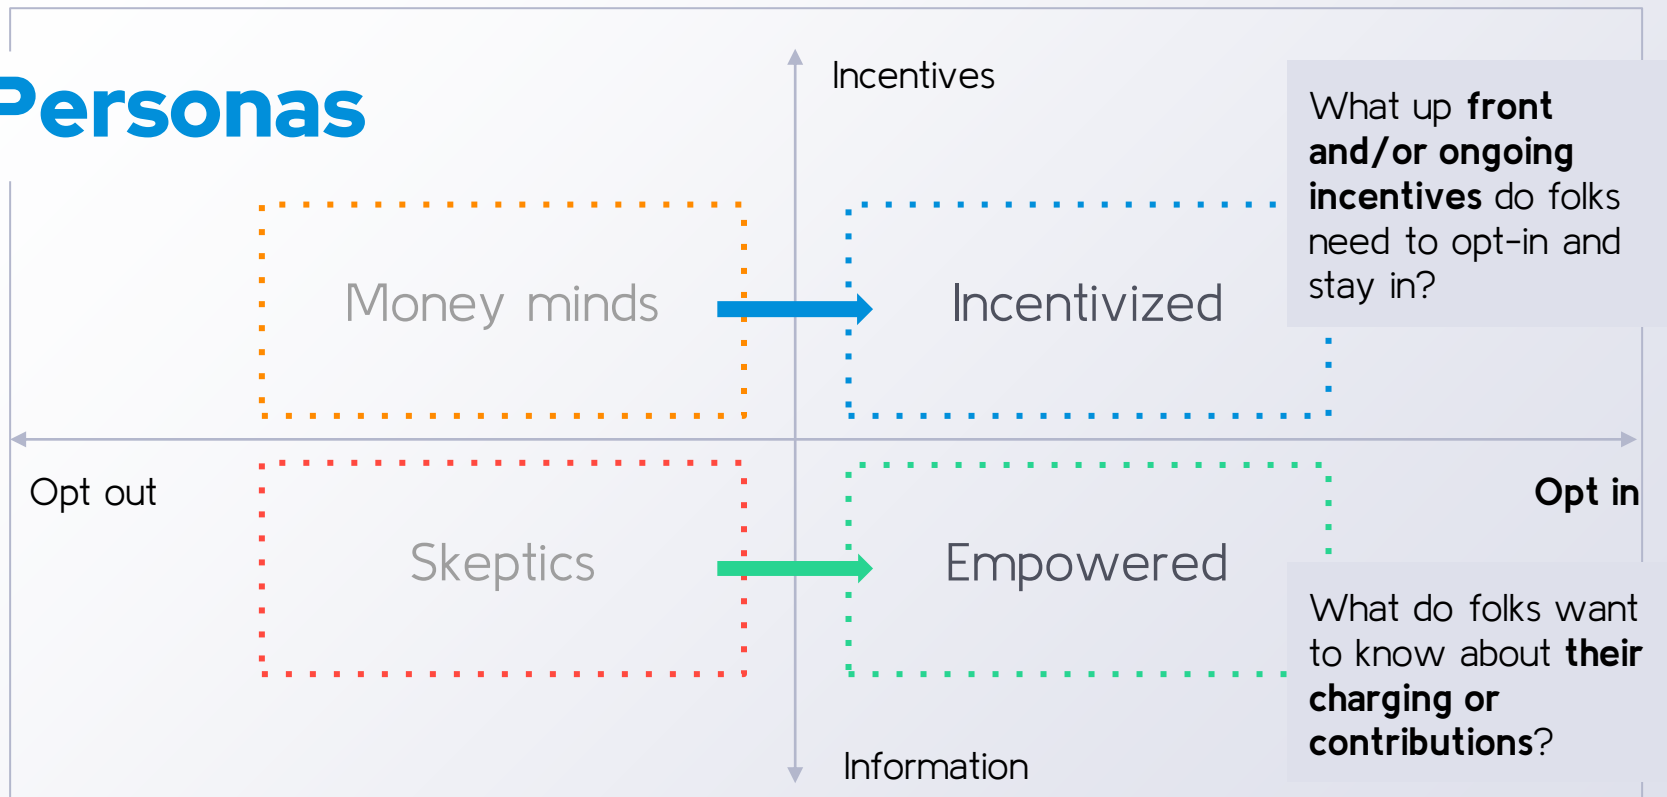 Personas
Incentives
What up front
and/or ongoing
incentives do folks
need to opt-in and
stay in?
Money minds
Incentivized
Opt out
Opt in
Skeptics
Empowered
What do folks want
to know about their
charging or
contributions?
Information